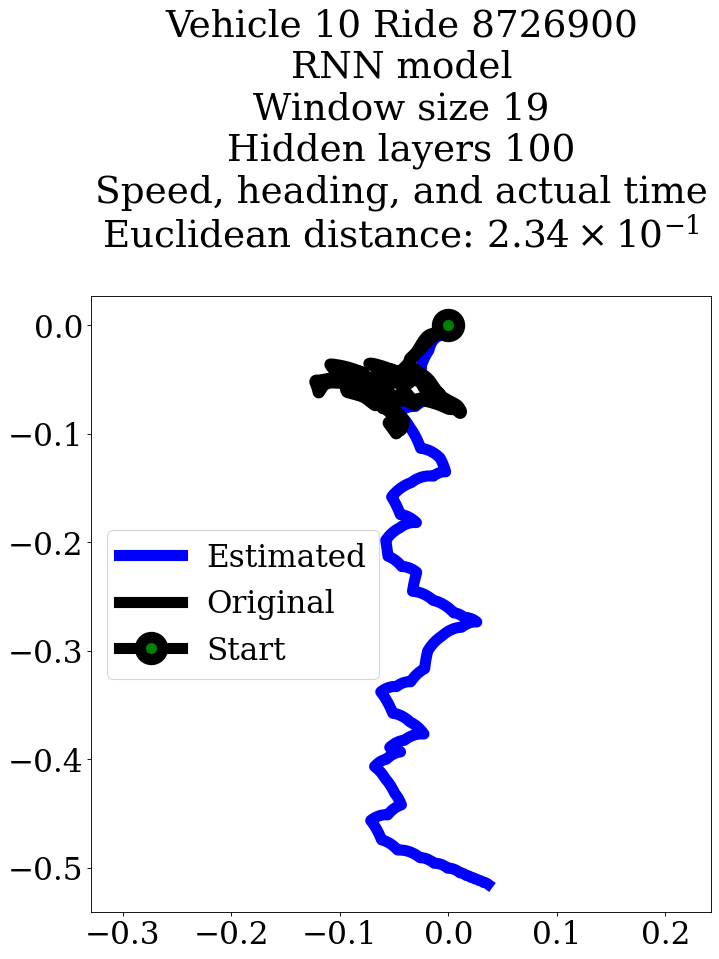 Vehicle 10 Ride 8726900
RNN model
Window size 19
Hidden layers 100
Speed, heading, and actual time
Euclidean distance: 2.34 × 10⁻¹
0.0
−0.1
−0.2
−0.3
−0.4
−0.5
Estimated
Original
Start
−0.3 −0.2 −0.1 0.0 0.1 0.2